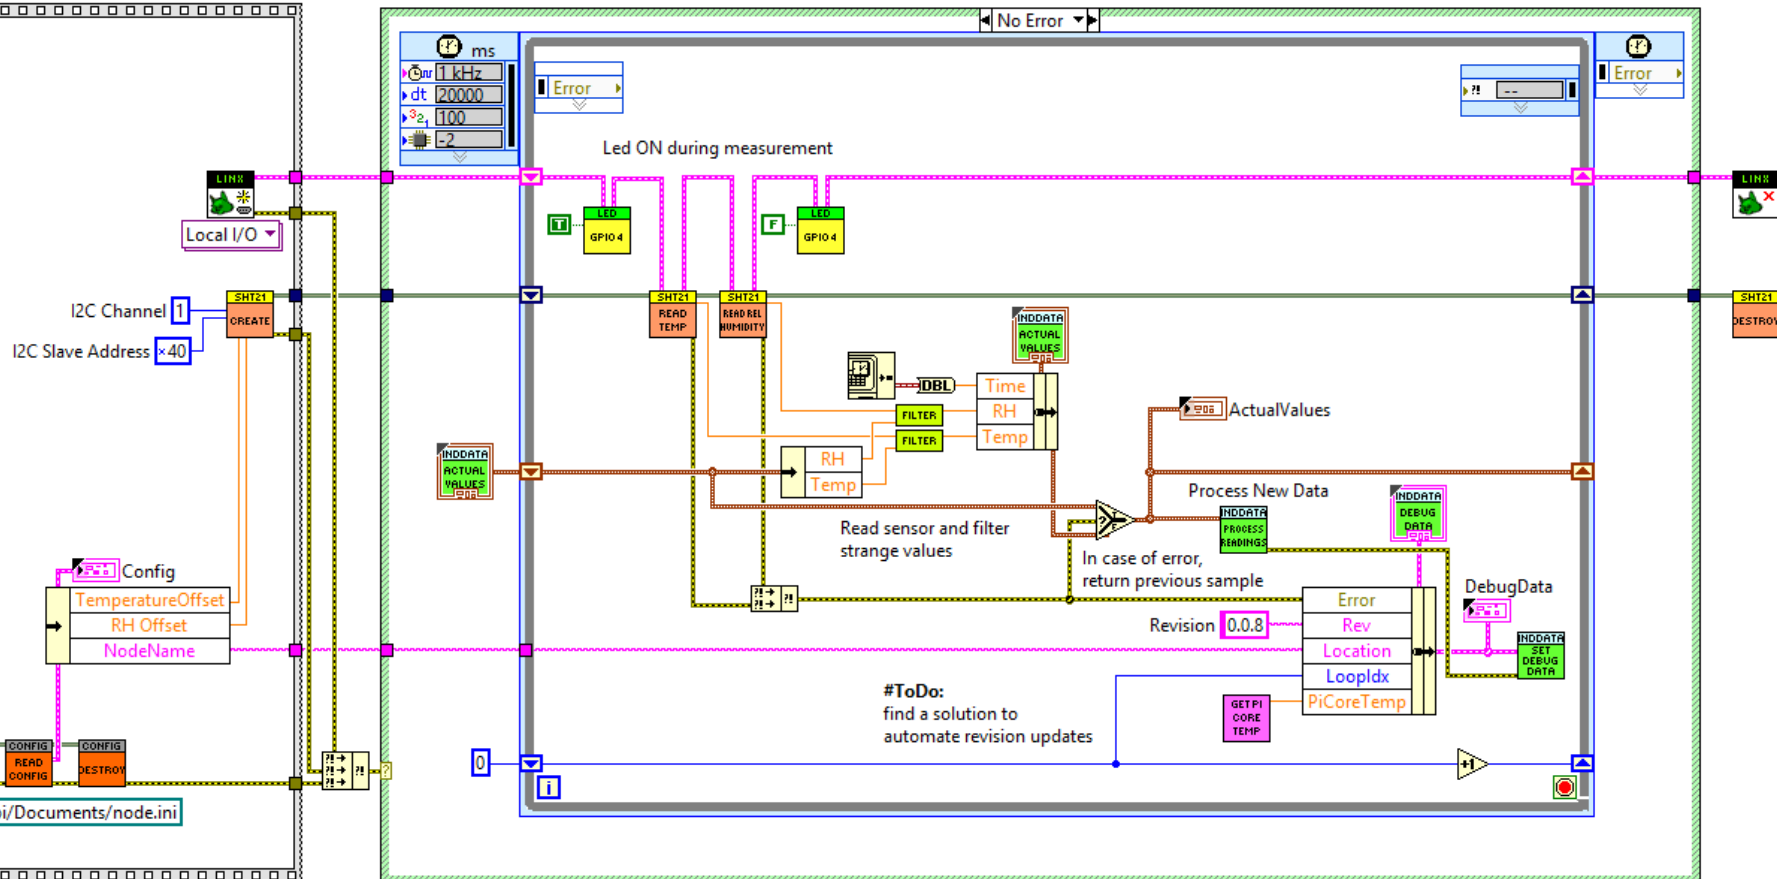 No Error
ms
1 kHz
dt 20000
100
-2
Error
--
Error
Led ON during measurement
LINX
Local I/O
T
LED
GPIO 4
F
LED
GPIO 4
LINX
I2C Channel 1
I2C Slave Address ×40
SHT21
CREATE
SHT21
READ
TEMP
SHT21
READ REL
HUMIDITY
SHT21
DESTROY
INDDATA
ACTUAL
VALUES
DBL
Time
FILTER
RH
FILTER
Temp
ActualValues
INDDATA
ACTUAL
VALUES
RH
Temp
Read sensor and filter
strange values
Process New Data
INDDATA
PROCESS
READINGS
INDDATA
DEBUG
DATA
In case of error,
return previous sample
Config
TemperatureOffset
RH Offset
NodeName
Error
Revision 0.0.8
Rev
Location
LoopIdx
PiCoreTemp
DebugData
INDDATA
SET
DEBUG
DATA
GET PI
CORE
TEMP
#ToDo:
find a solution to
automate revision updates
CONFIG
READ
CONFIG
CONFIG
DESTROY
0
+1
i
i/Documents/node.ini